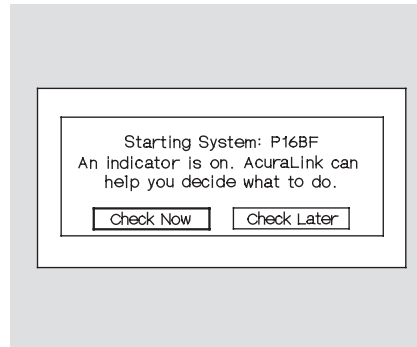 Starting System: P16BF
An indicator is on. AcuraLink can
help you decide what to do.
Check Now
Check Later